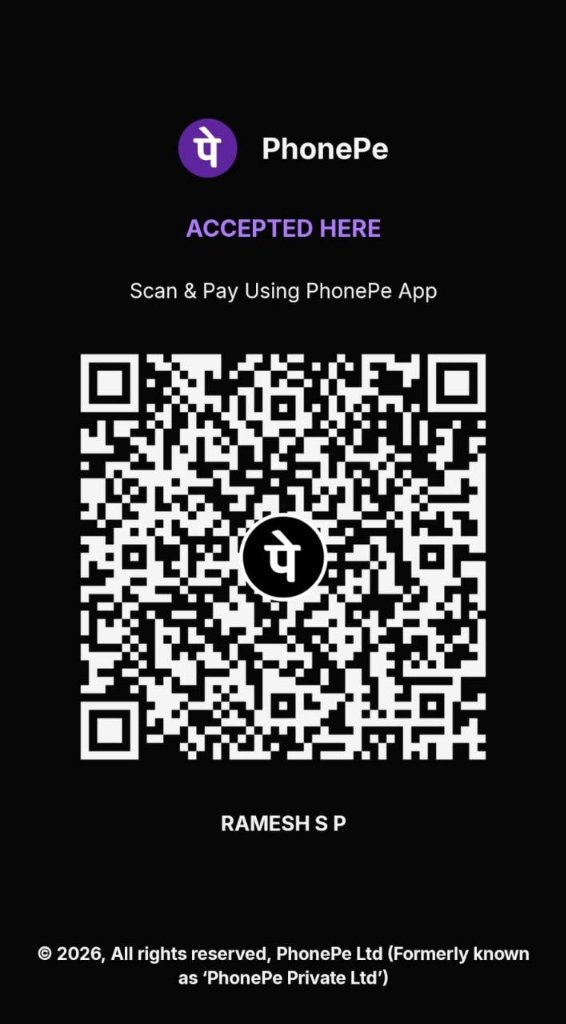 पे
PhonePe
ACCEPTED HERE
Scan & Pay Using PhonePe App
पे
RAMESH S P
© 2026, All rights reserved, PhonePe Ltd (Formerly known
as ‘PhonePe Private Ltd’)